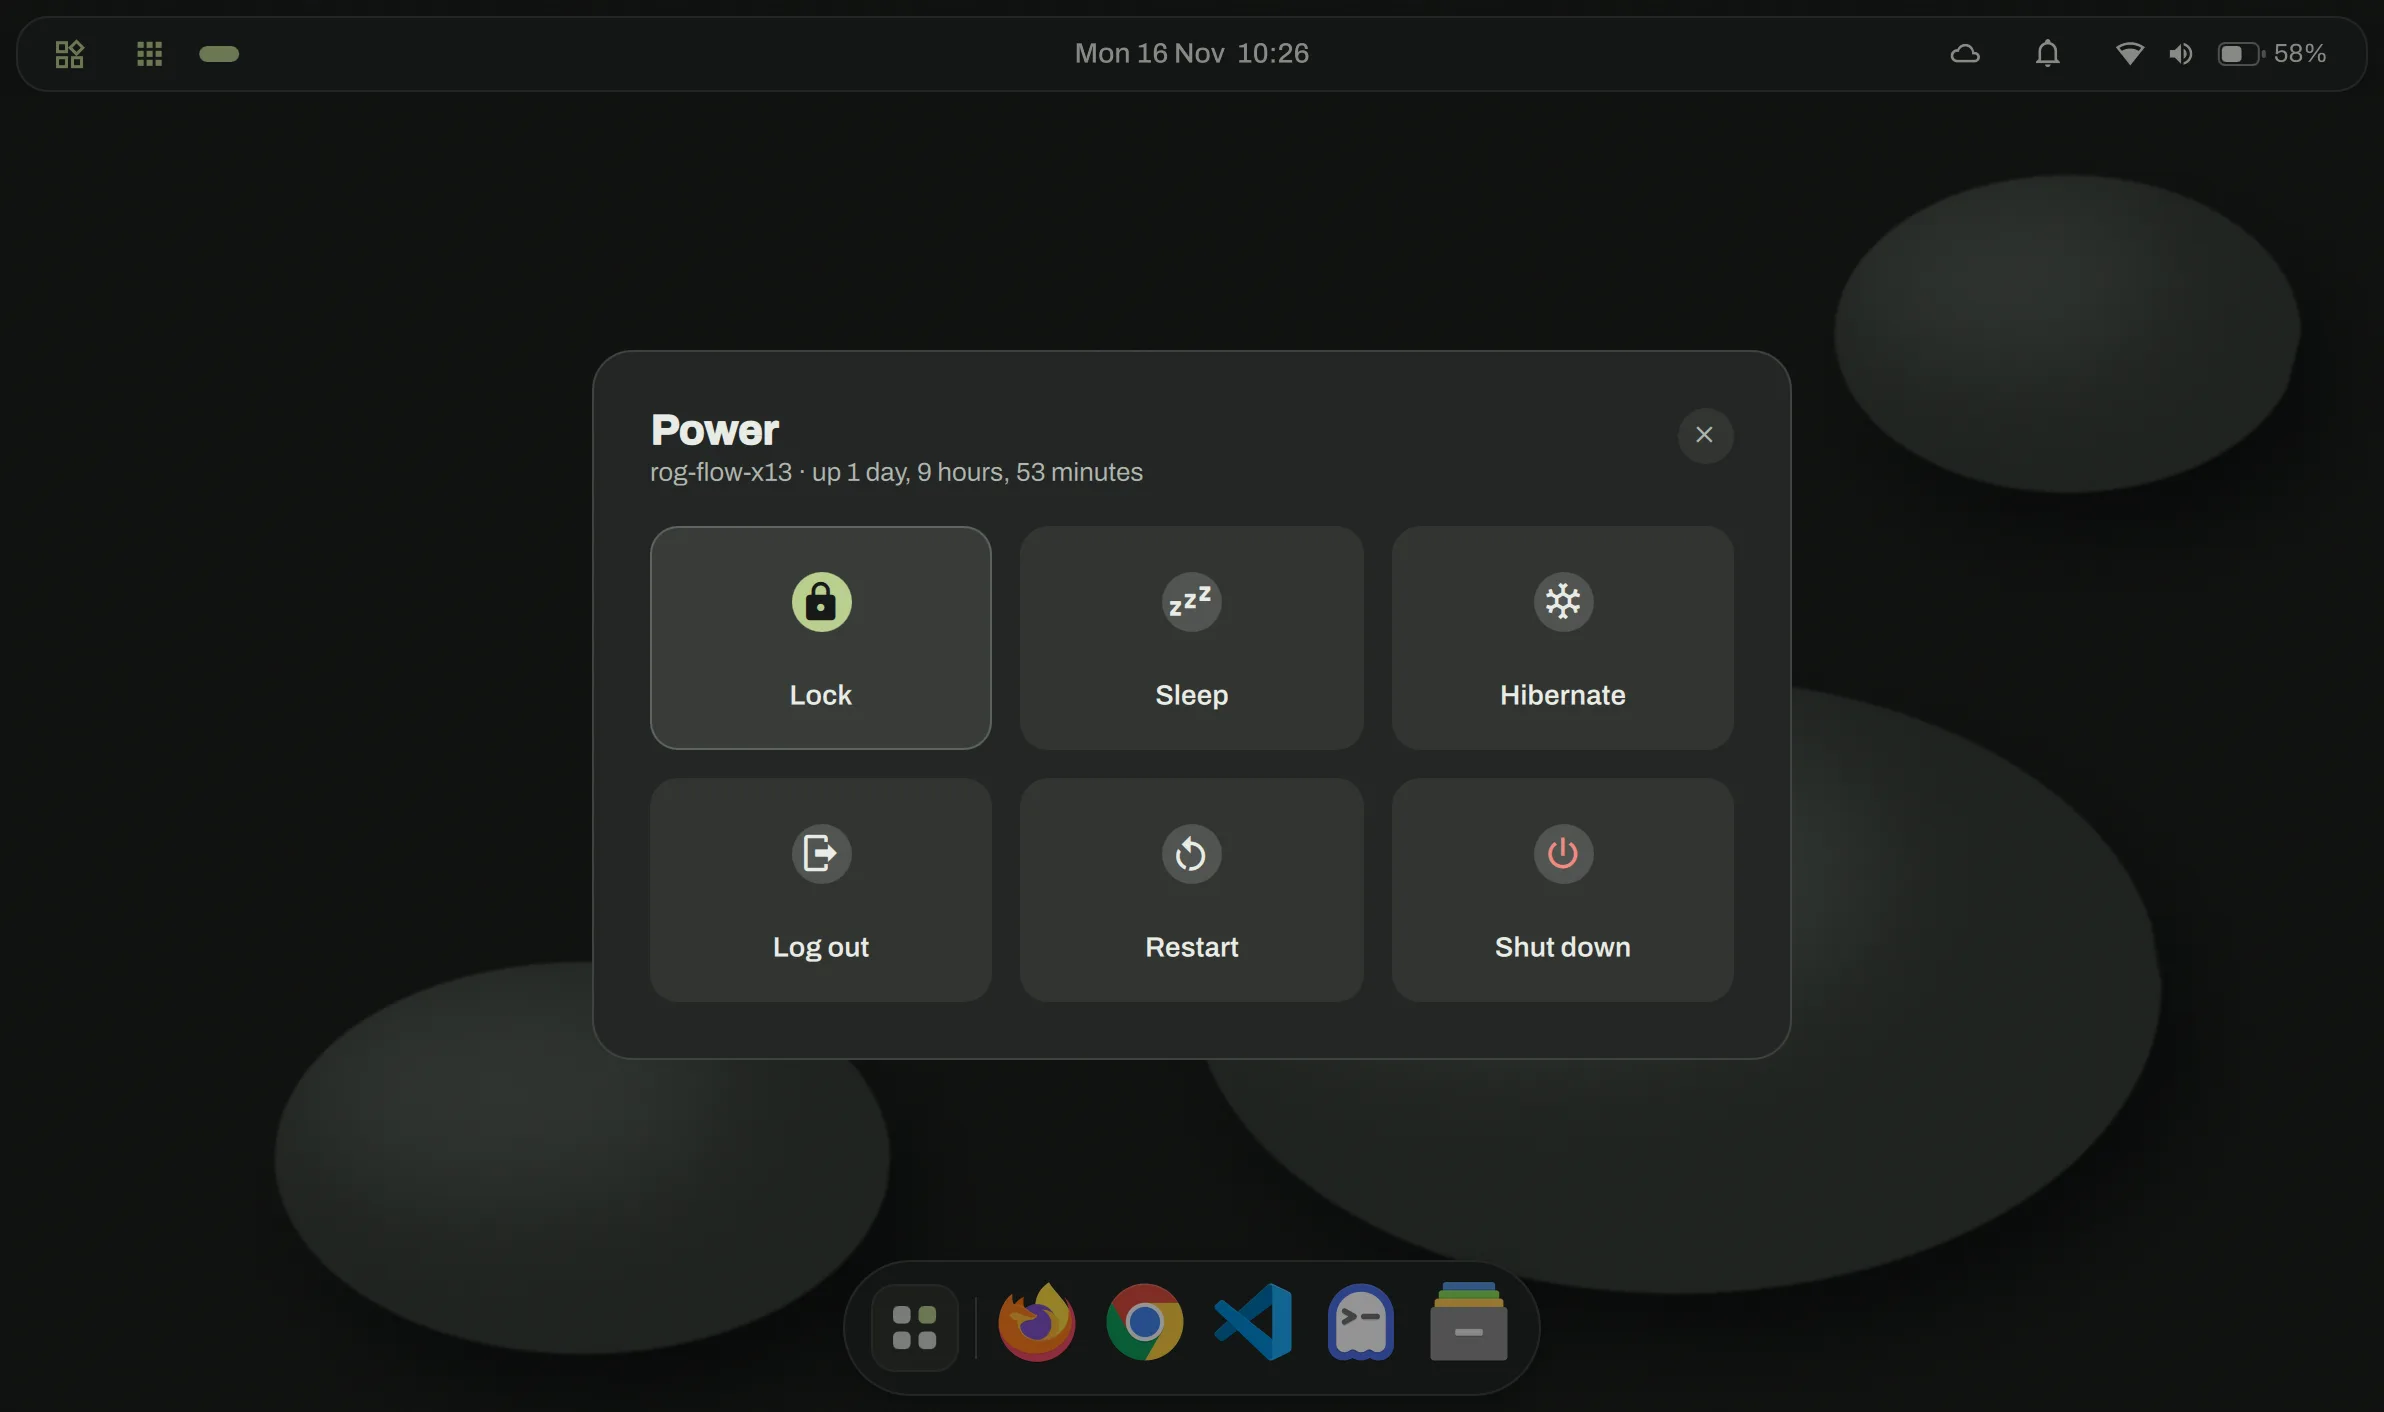 Mon 16 Nov 10:26
58%
Power
rog-flow-x13 · up 1 day, 9 hours, 53 minutes
zzz
Lock
Sleep
Hibernate
Log out
Restart
Shut down